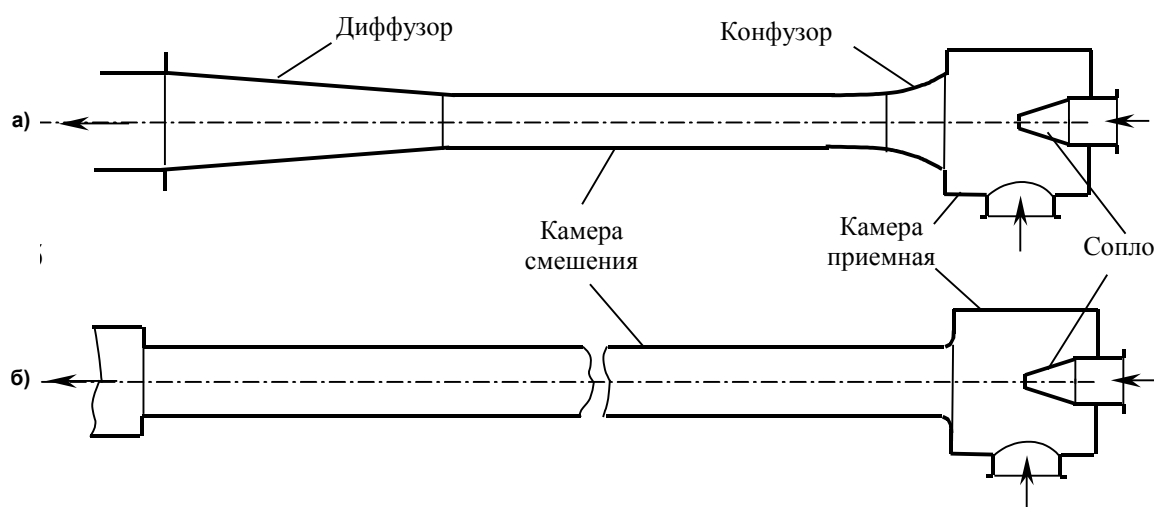 Диффузор
Конфузор
а)
Камера
смешения
Камера
приемная
Сопло
б)